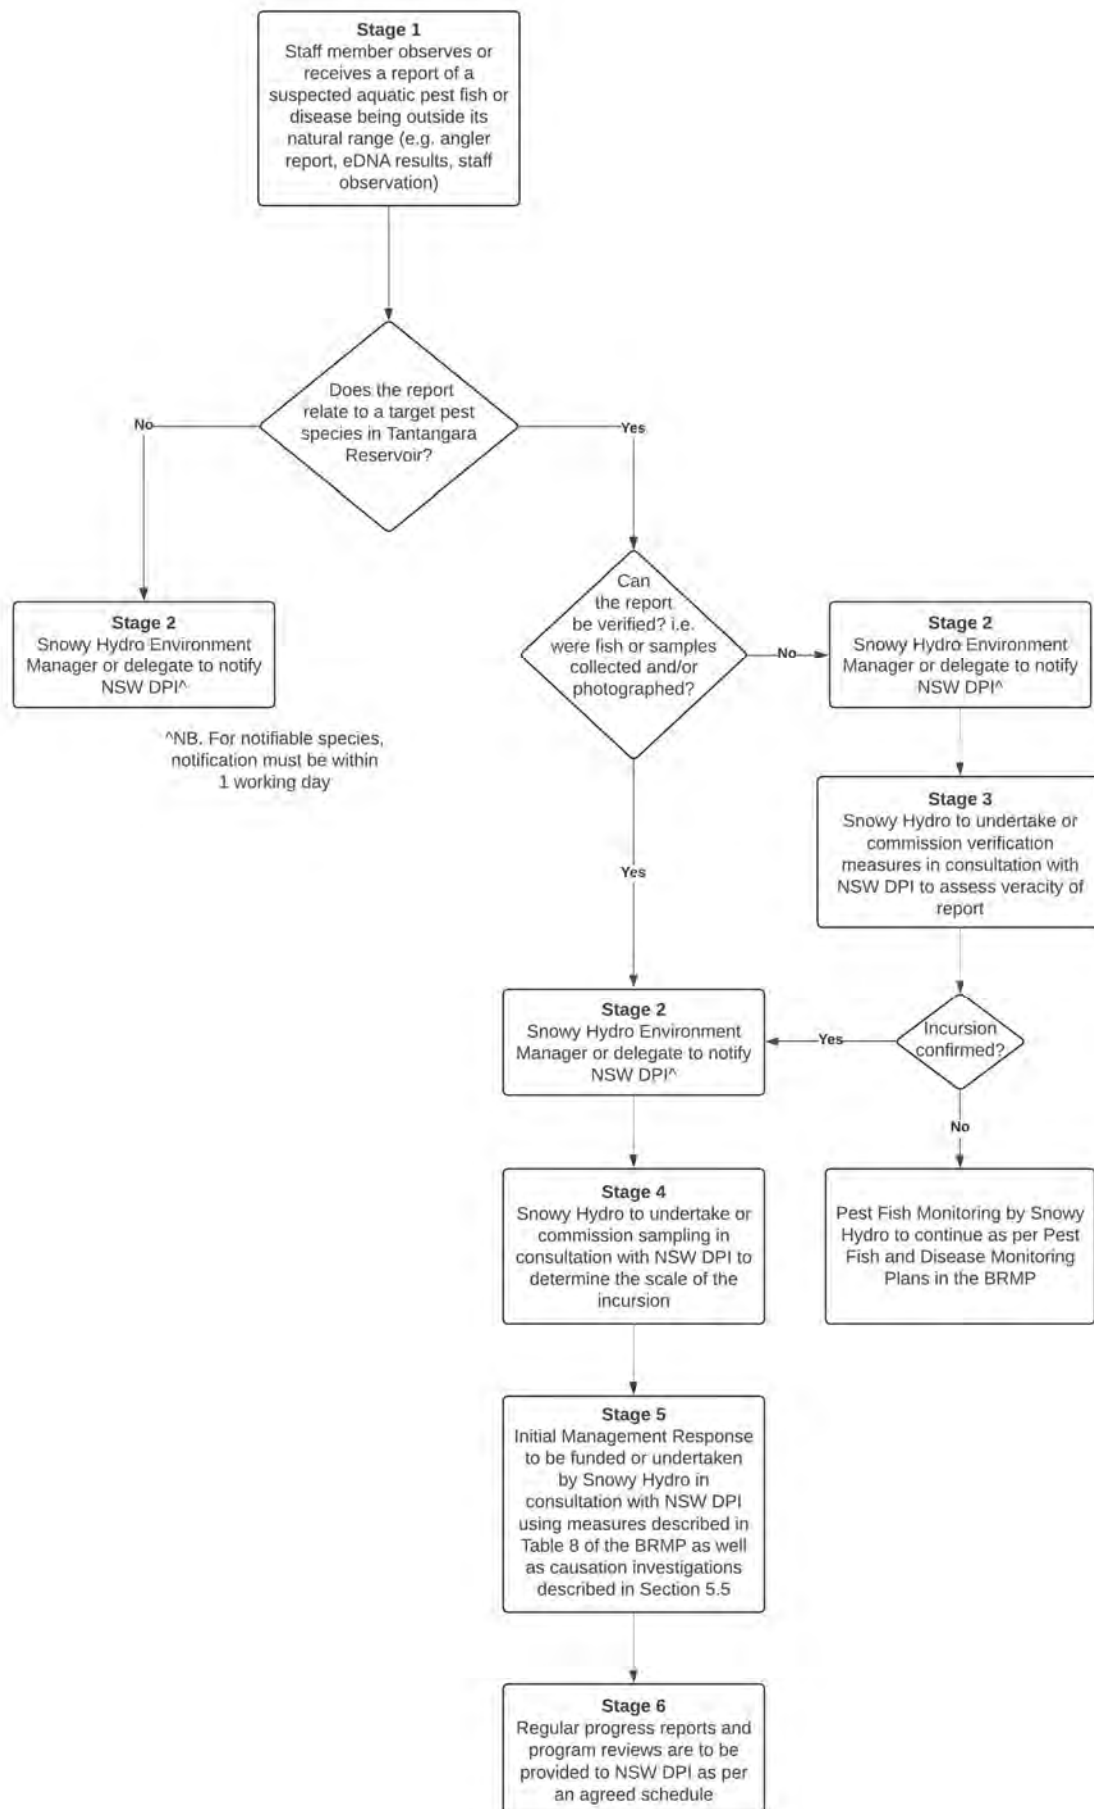 Stage 1
Staff member observes or
receives a report of a
suspected aquatic pest fish or
disease being outside its
natural range (e.g. angler
report, eDNA results, staff
observation)
Does the report
relate to a target pest
species in Tantangara
Reservoir?
No
Yes
Stage 2
Snowy Hydro Environment
Manager or delegate to notify
NSW DPI^
^NB. For notifiable species,
notification must be within
1 working day
Can
the report
be verified? i.e.
were fish or samples
collected and/or
photographed?
No
Stage 2
Snowy Hydro Environment
Manager or delegate to notify
NSW DPI^
Stage 3
Snowy Hydro to undertake or
commission verification
measures in consultation with
NSW DPI to assess veracity of
report
Yes
Incursion
confirmed?
Yes
No
Stage 2
Snowy Hydro Environment
Manager or delegate to notify
NSW DPI^
Pest Fish Monitoring by Snowy
Hydro to continue as per Pest
Fish and Disease Monitoring
Plans in the BRMP
Stage 4
Snowy Hydro to undertake or
commission sampling in
consultation with NSW DPI to
determine the scale of the
incursion
Stage 5
Initial Management Response
to be funded or undertaken
by Snowy Hydro in
consultation with NSW DPI
using measures described in
Table 8 of the BRMP as well
as causation investigations
described in Section 5.5
Stage 6
Regular progress reports and
program reviews are to be
provided to NSW DPI as per
an agreed schedule